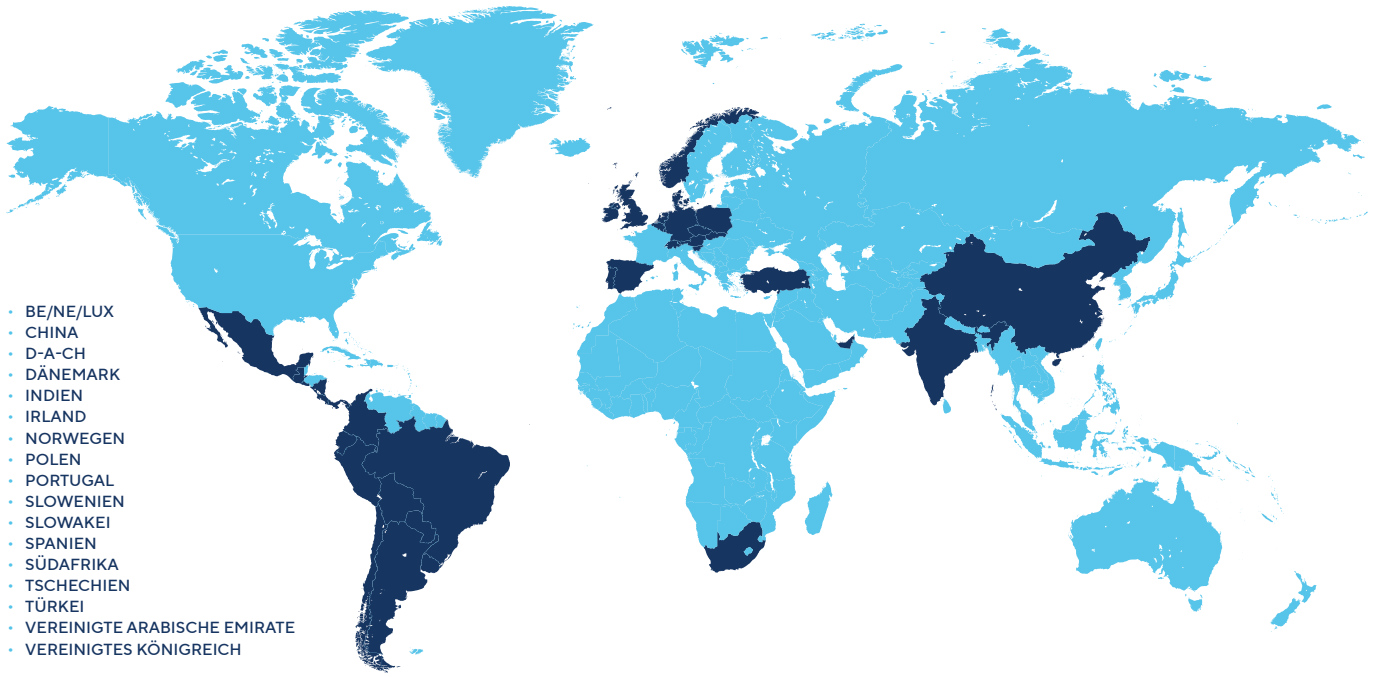 BE/NE/LUX
CHINA
D-A-CH
DÄNEMARK
INDIEN
IRLAND
NORWEGEN
POLEN
PORTUGAL
SLOWENIEN
SLOWAKEI
SPANIEN
SÜDAFRIKA
TSCHECHIEN
TÜRKEI
VEREINIGTE ARABISCHE EMIRATE
VEREINIGTES KÖNIGREICH